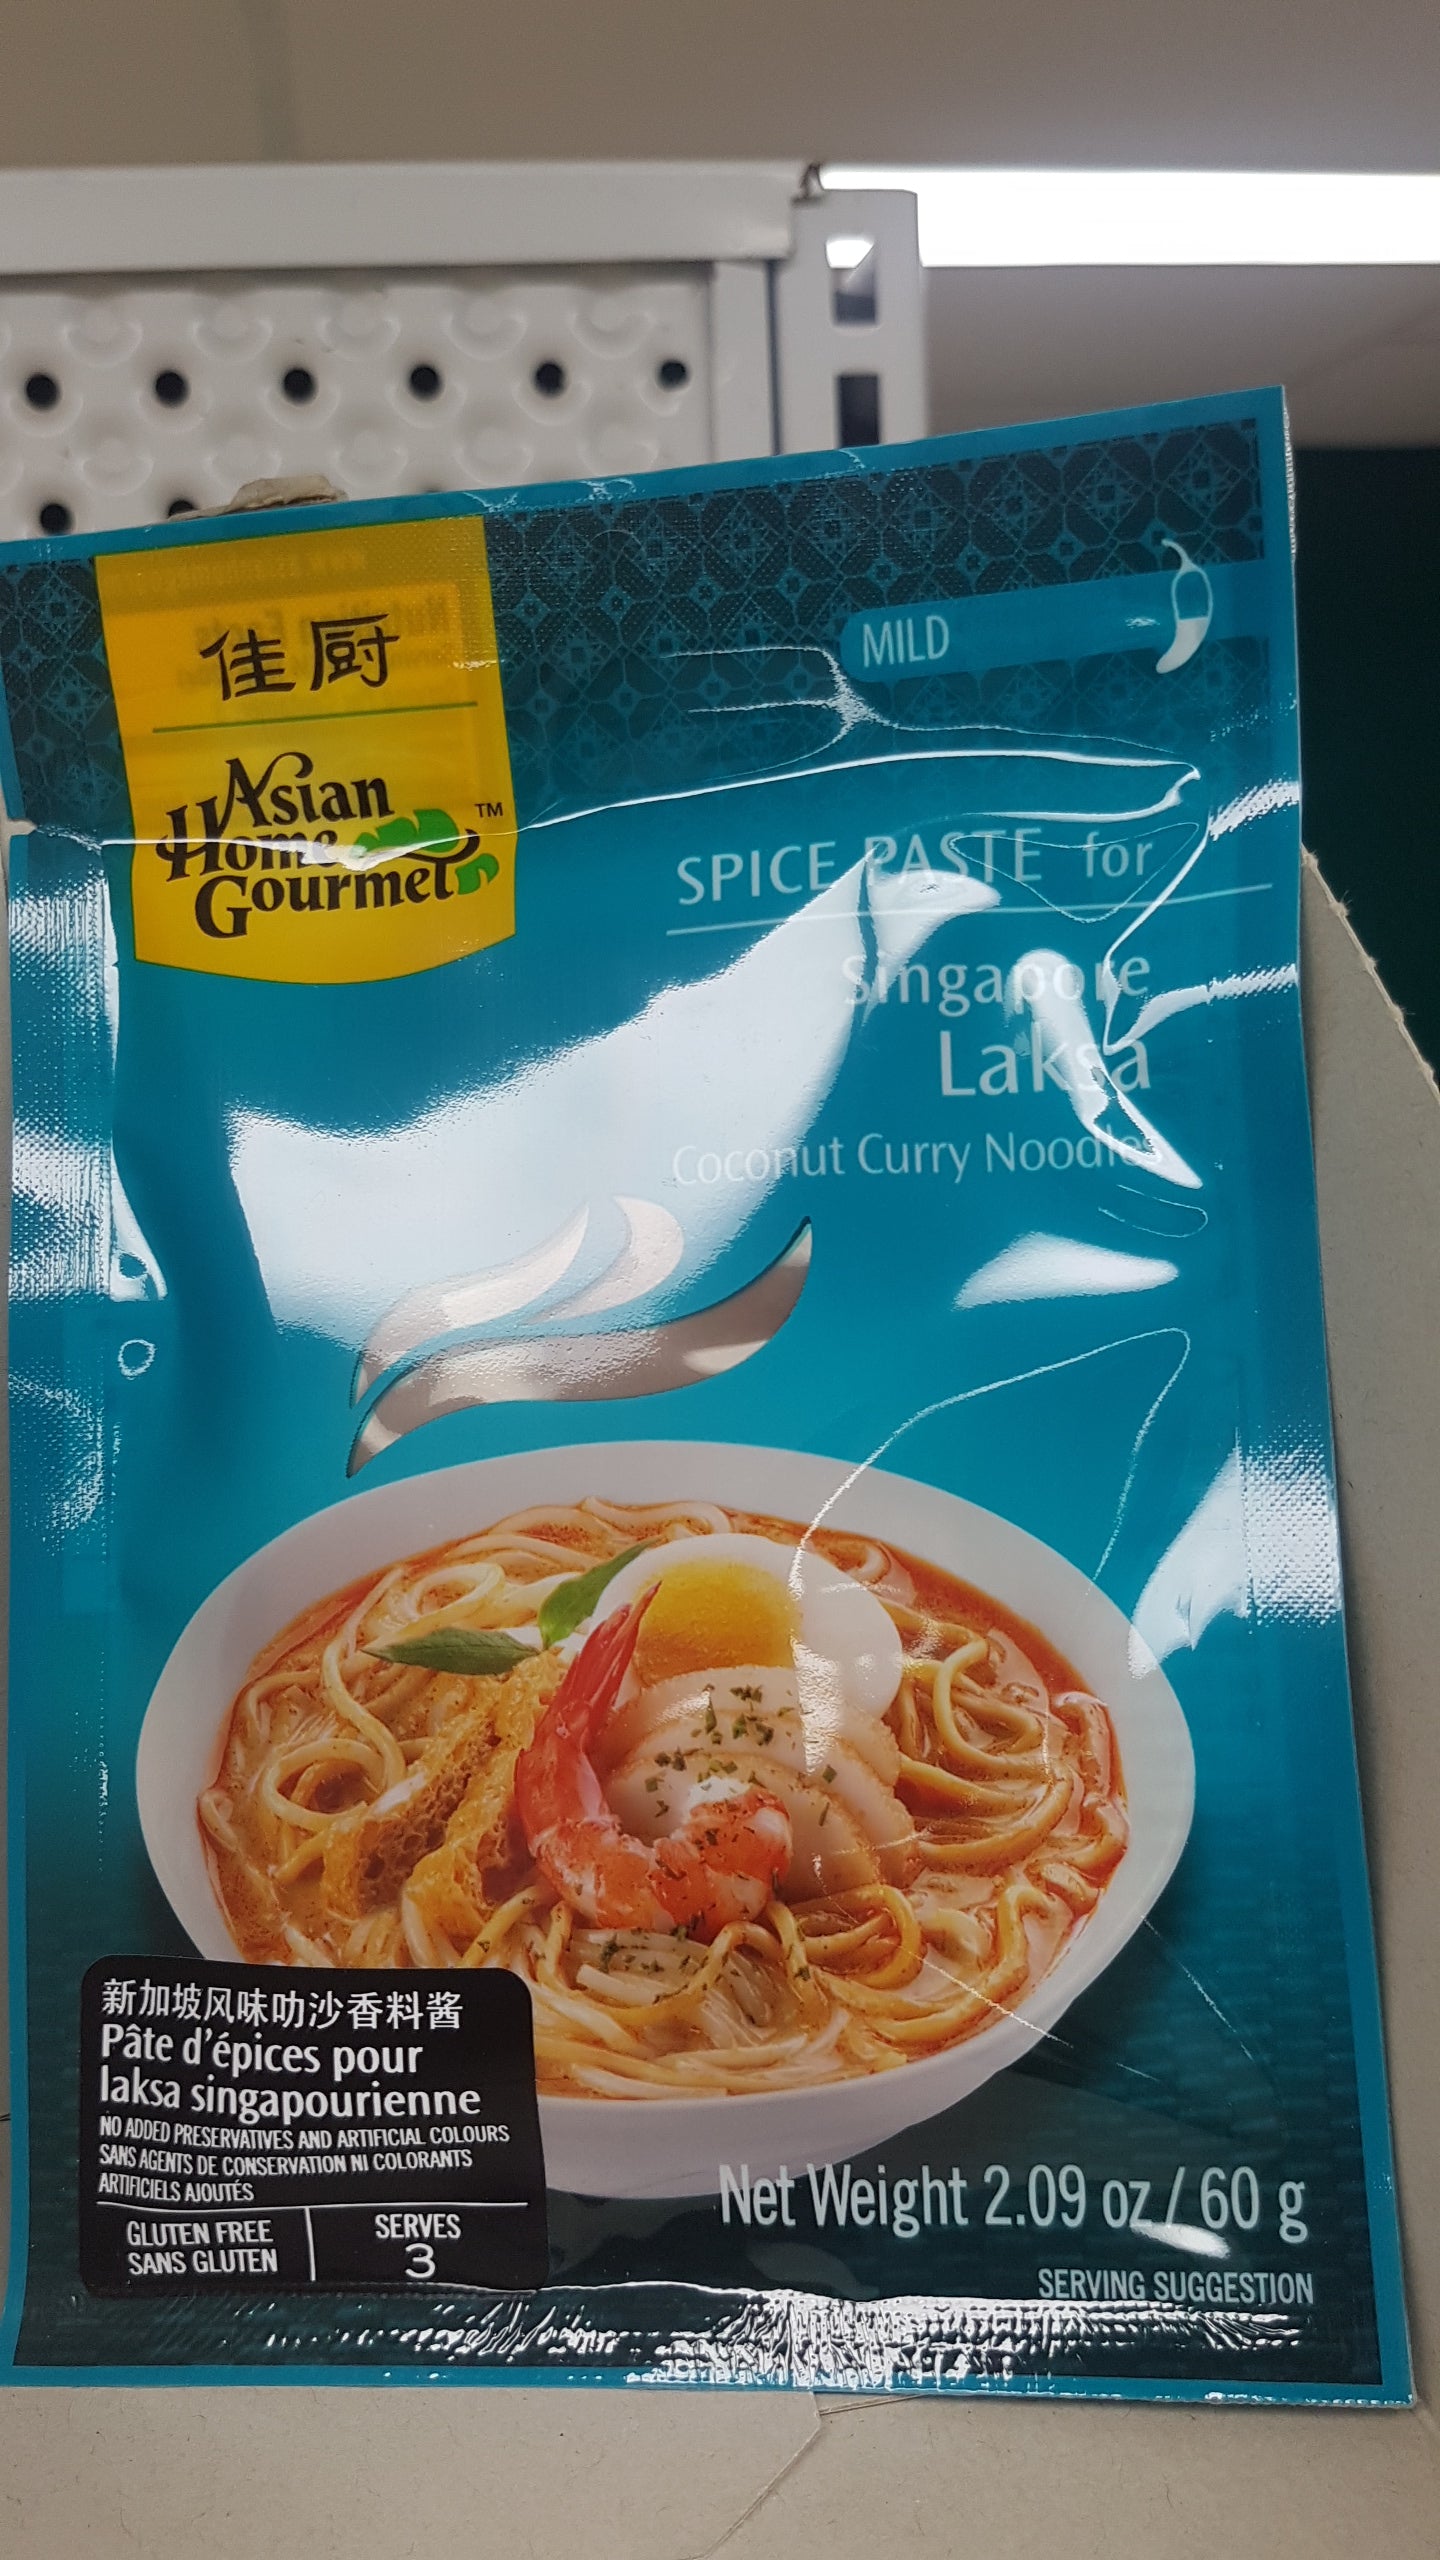 佳厨
Asian
Home
Gourmet
TM
MILD
SPICE PASTE for
Singapore
Laksa
Coconut Curry Noodles
新加坡风味叻沙香料酱
Pâte d'épices pour
laksa singapourienne
NO ADDED PRESERVATIVES AND ARTIFICIAL COLOURS
SANS AGENTS DE CONSERVATION NI COLORANTS
ARTIFICIELS AJOUTÉS
GLUTEN FREE
SANS GLUTEN
SERVES
3
Net Weight 2.09 oz / 60 g
SERVING SUGGESTION